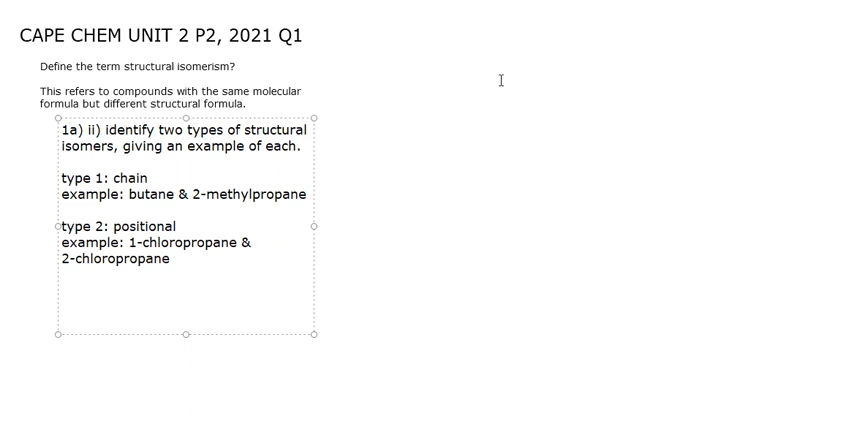 CAPE CHEM UNIT 2 P2, 2021 Q1
Define the term structural isomerism?
This refers to compounds with the same molecular
formula but different structural formula.
1a) ii) identify two types of structural
isomers, giving an example of each.
type 1: chain
example: butane & 2-methylpropane
type 2: positional
example: 1-chloropropane &
2-chloropropane